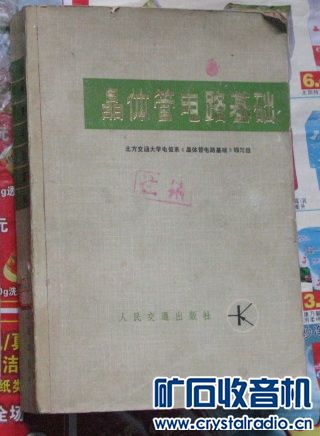 晶体管电路基础
北方交通大学电信系《晶体管电路基础》编写组
人民交通出版社
K
矿石收音机
www.crystalradio.cn